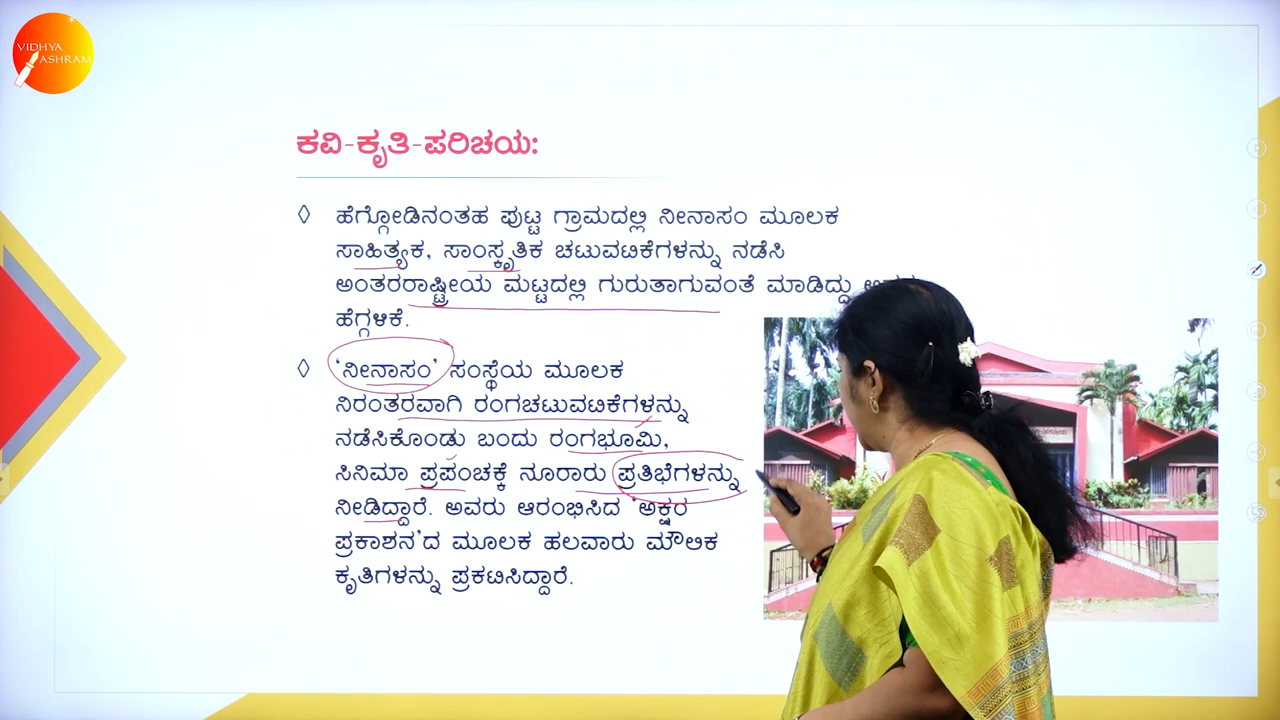 VIDHYA
ASHRAM
ಕವಿ-ಕೃತಿ-ಪರಿಚಯ:
◊ ಹೆಗ್ಗೋಡಿನಂತಹ ಪುಟ್ಟ ಗ್ರಾಮದಲ್ಲಿ ನೀನಾಸಂ ಮೂಲಕ
ಸಾಹಿತ್ಯಕ, ಸಾಂಸ್ಕೃತಿಕ ಚಟುವಟಿಕೆಗಳನ್ನು ನಡೆಸಿ
ಅಂತರರಾಷ್ಟ್ರೀಯ ಮಟ್ಟದಲ್ಲಿ ಗುರುತಾಗುವಂತೆ ಮಾಡಿದ್ದು
ಹೆಗ್ಗಳಿಕೆ.
◊ ‘ನೀನಾಸಂ’ ಸಂಸ್ಥೆಯ ಮೂಲಕ
ನಿರಂತರವಾಗಿ ರಂಗಚಟುವಟಿಕೆಗಳನ್ನು
ನಡೆಸಿಕೊಂಡು ಬಂದು ರಂಗಭೂಮಿ,
ಸಿನಿಮಾ ಪ್ರಪಂಚಕ್ಕೆ ನೂರಾರು ಪ್ರತಿಭೆಗಳನ್ನು
ನೀಡಿದ್ದಾರೆ. ಅವರು ಆರಂಭಿಸಿದ ‘ಅಕ್ಷರ
ಪ್ರಕಾಶನ’ದ ಮೂಲಕ ಹಲವಾರು ಮೌಲಿಕ
ಕೃತಿಗಳನ್ನು ಪ್ರಕಟಿಸಿದ್ದಾರೆ.